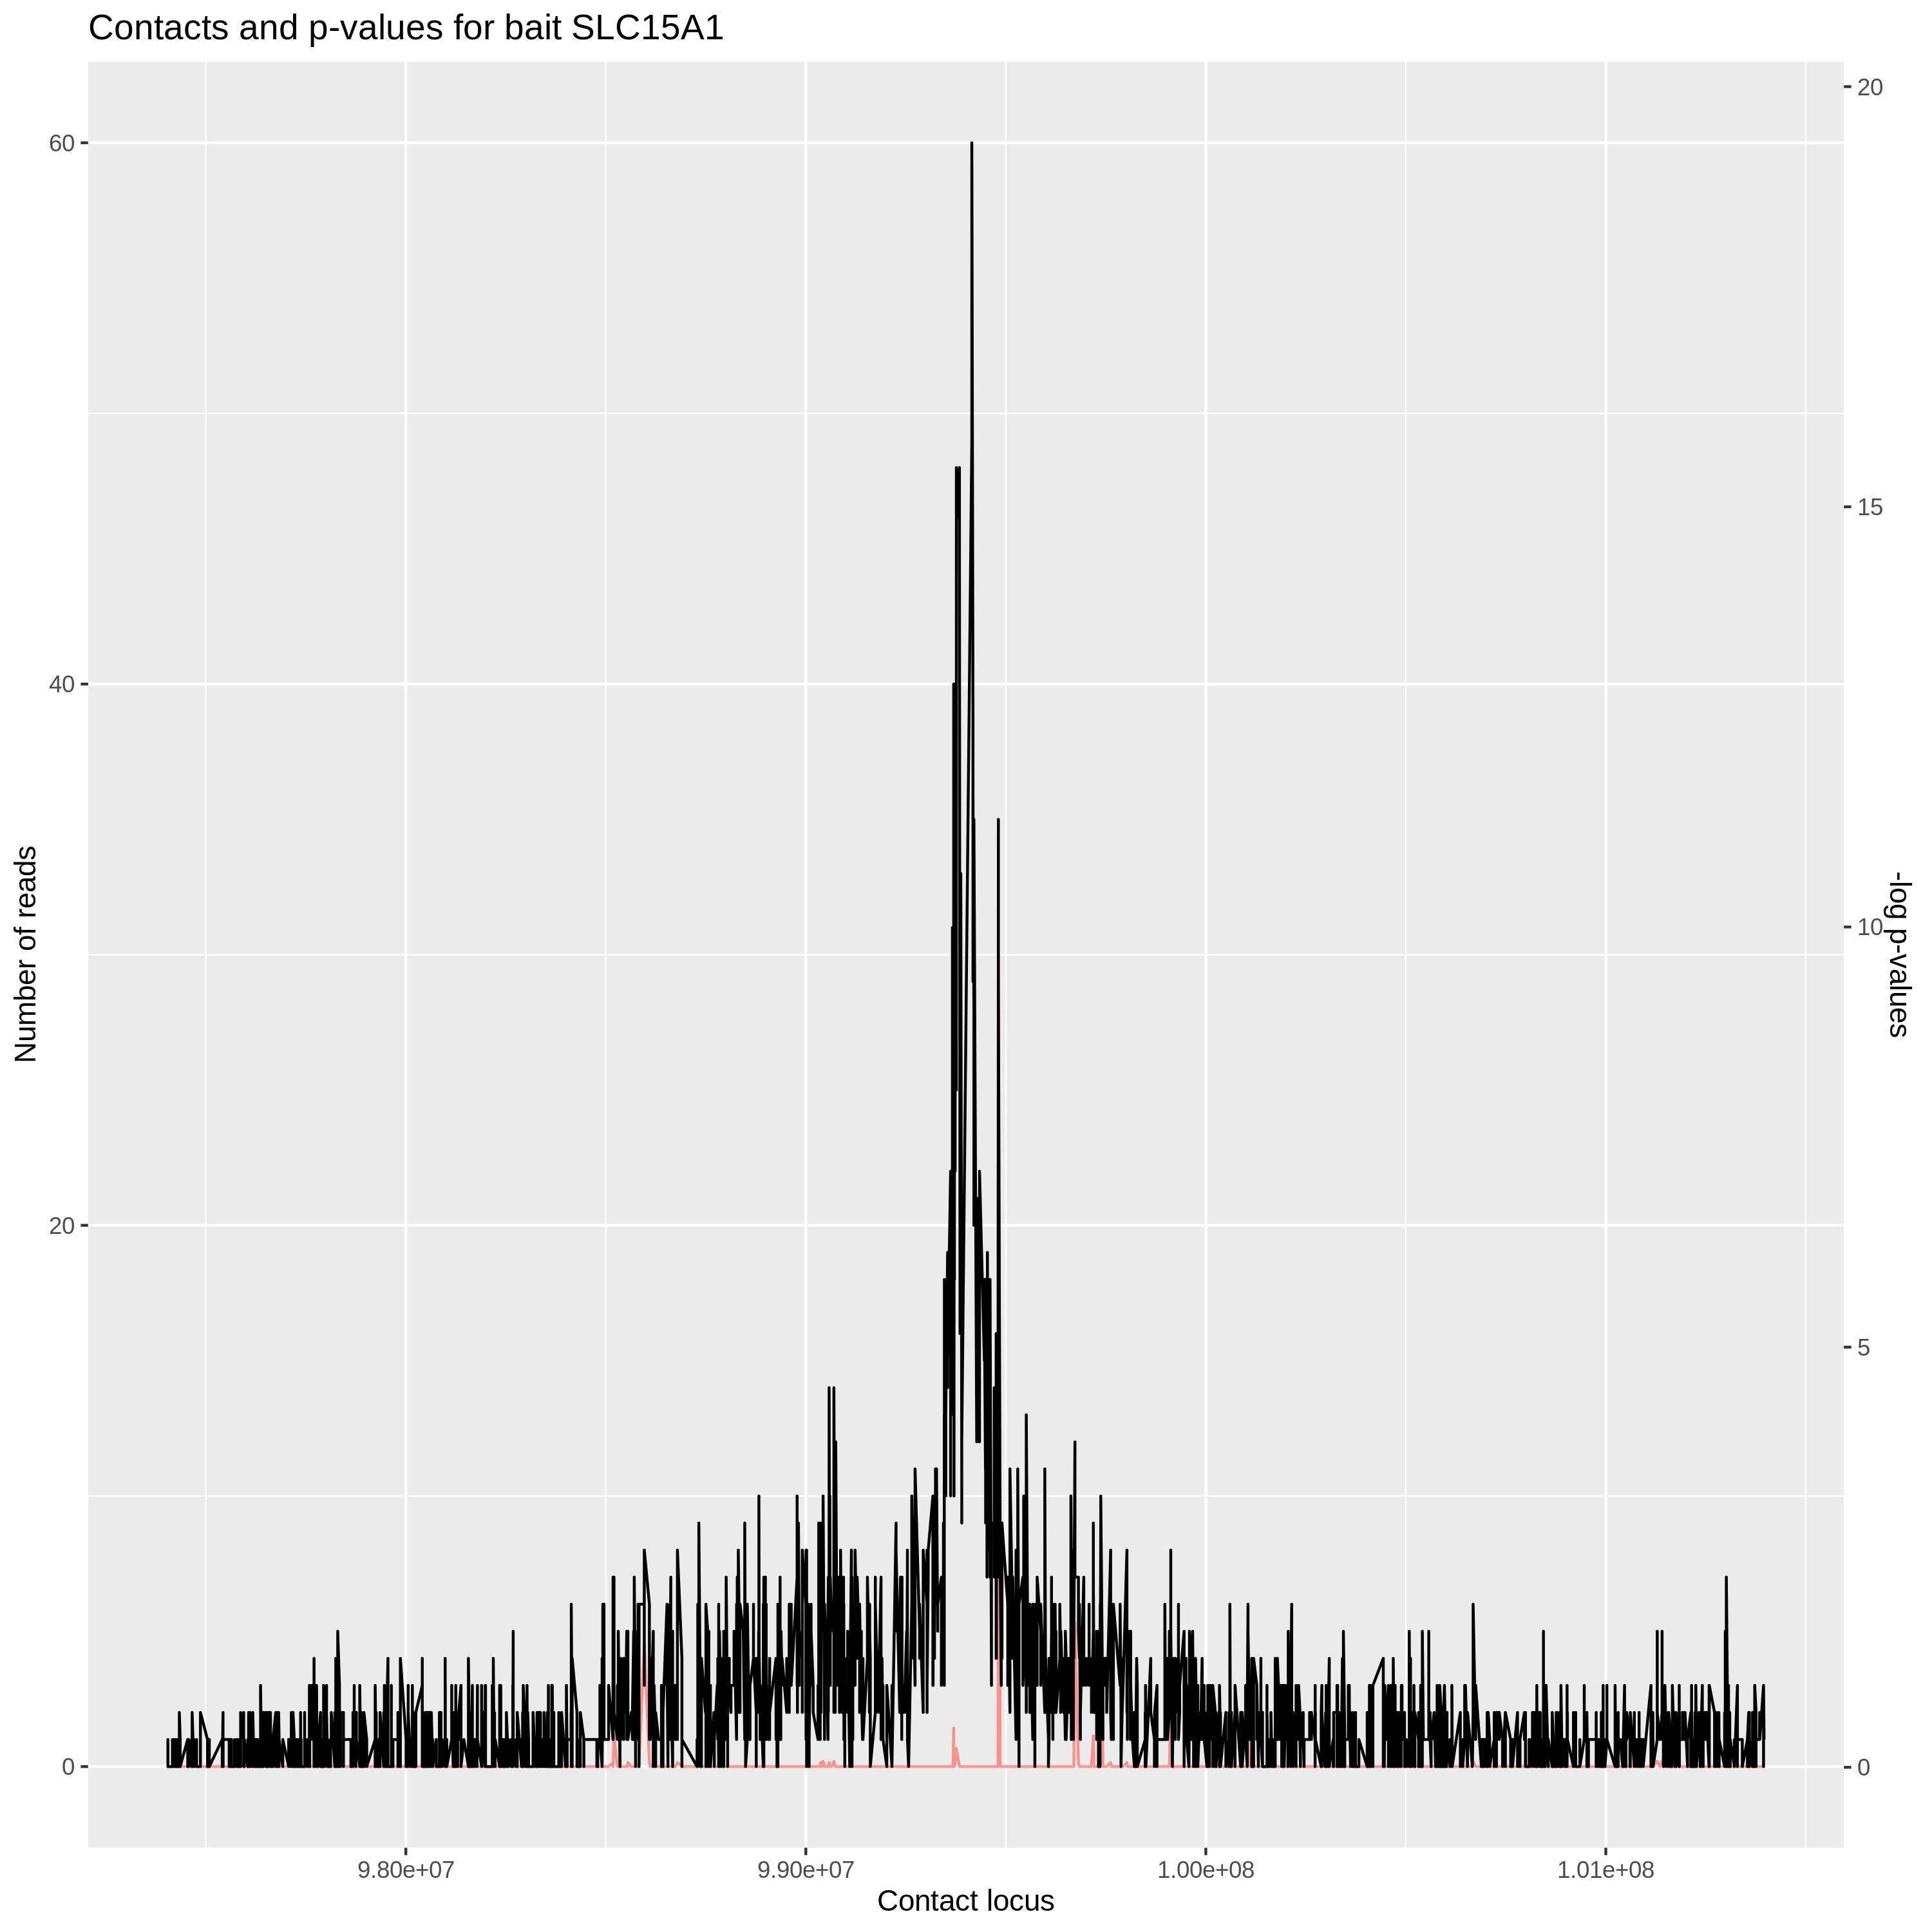 Contacts and p-values for bait SLC15A1
60
40
20
0
Number of reads
20
15
10
5
0
-log p-values
9.80e+07
9.90e+07
1.00e+08
1.01e+08
Contact locus